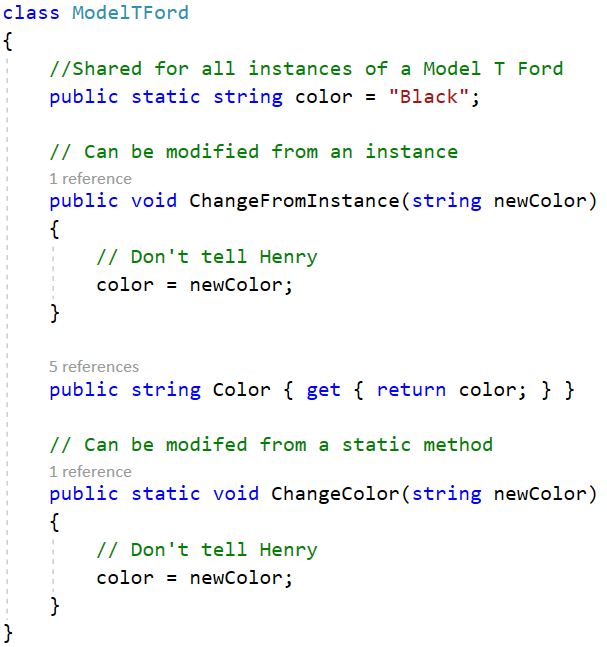 class ModelTFord
{
//Shared for all instances of a Model T Ford
public static string color = "Black";
// Can be modified from an instance
1 reference
public void ChangeFromInstance(string newColor)
{
// Don't tell Henry
color = newColor;
}
5 references
public string Color { get { return color; } }
// Can be modifed from a static method
1 reference
public static void ChangeColor(string newColor)
{
// Don't tell Henry
color = newColor;
}
}